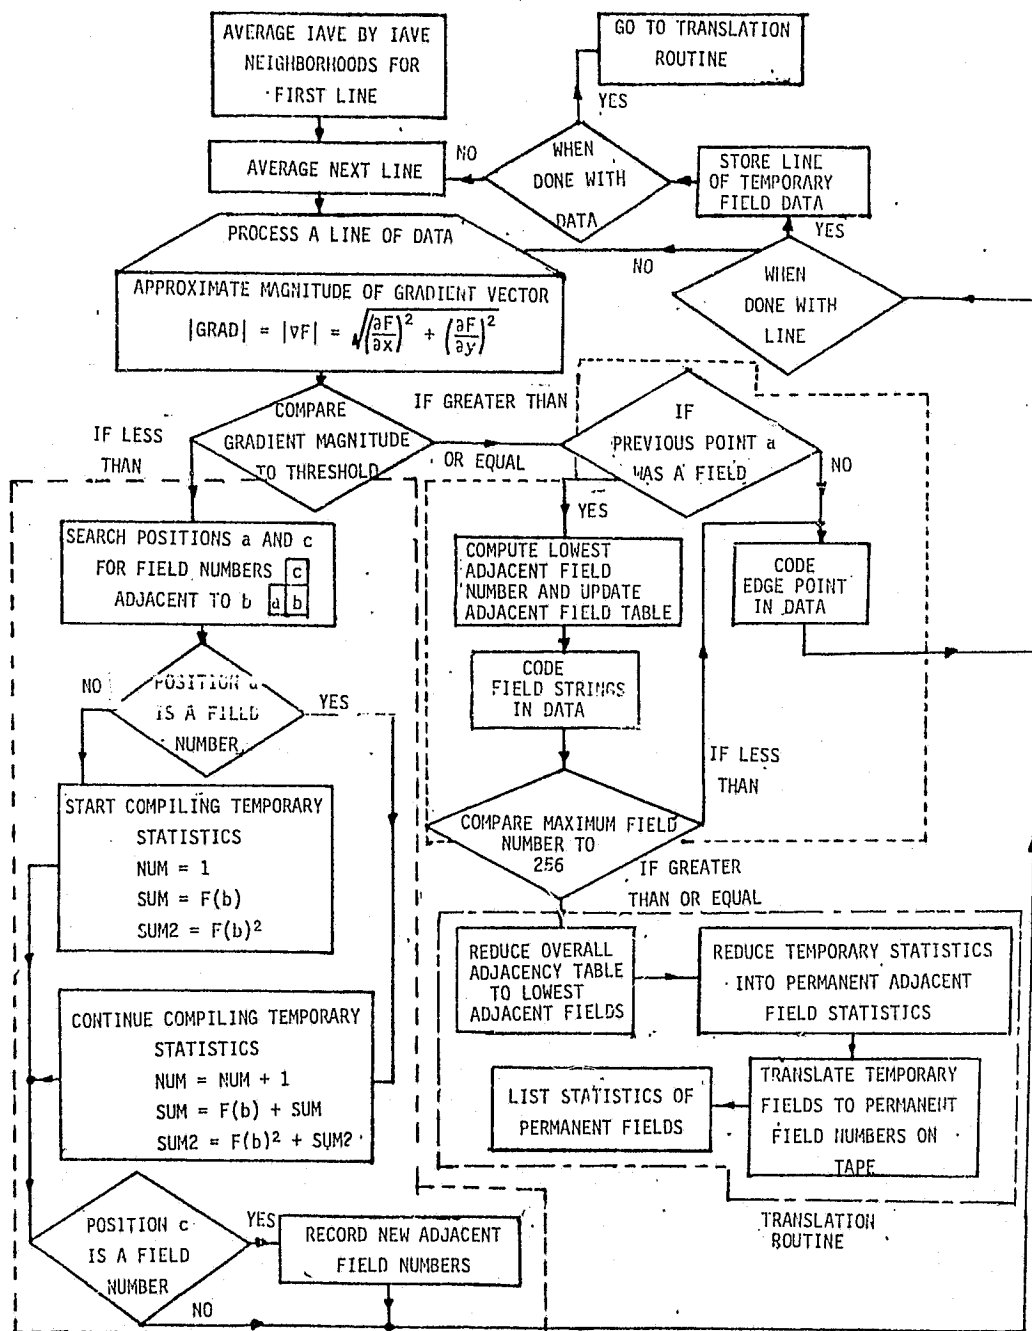 AVERAGE IAVE BY IAVE
NEIGHBORHOODS FOR
FIRST LINE
GO TO TRANSLATION
ROUTINE
YES
AVERAGE NEXT LINE
NO
WHEN
DONE WITH
DATA
STORE LINE
OF TEMPORARY
FIELD DATA
YES
PROCESS A LINE OF DATA
NO
WHEN
DONE WITH
LINE
APPROXIMATE MAGNITUDE OF GRADIENT VECTOR
|GRAD| = |∇F| = √(∂F/∂x)² + (∂F/∂y)²
COMPARE
GRADIENT MAGNITUDE
TO THRESHOLD
IF LESS
THAN
IF GREATER THAN
OR EQUAL
IF
PREVIOUS POINT a
WAS A FIELD
NO
YES
SEARCH POSITIONS a AND c
FOR FIELD NUMBERS c
ADJACENT TO b a b
COMPUTE LOWEST
ADJACENT FIELD
NUMBER AND UPDATE
ADJACENT FIELD TABLE
CODE
EDGE POINT
IN DATA
CODE
FIELD STRINGS
IN DATA
NO
POSITION a
IS A FIELD
NUMBER
YES
IF LESS
THAN
START COMPILING TEMPORARY
STATISTICS
NUM = 1
SUM = F(b)
SUM2 = F(b)²
COMPARE MAXIMUM FIELD
NUMBER TO
256
IF GREATER
THAN OR EQUAL
REDUCE OVERALL
ADJACENCY TABLE
TO LOWEST
ADJACENT FIELDS
REDUCE TEMPORARY STATISTICS
INTO PERMANENT ADJACENT
FIELD STATISTICS
CONTINUE COMPILING TEMPORARY
STATISTICS
NUM = NUM + 1
SUM = F(b) + SUM
SUM2 = F(b)² + SUM2
LIST STATISTICS OF
PERMANENT FIELDS
TRANSLATE TEMPORARY
FIELDS TO PERMANENT
FIELD NUMBERS ON
TAPE
TRANSLATION
ROUTINE
POSITION c
IS A FIELD
NUMBER
YES
RECORD NEW ADJACENT
FIELD NUMBERS
NO